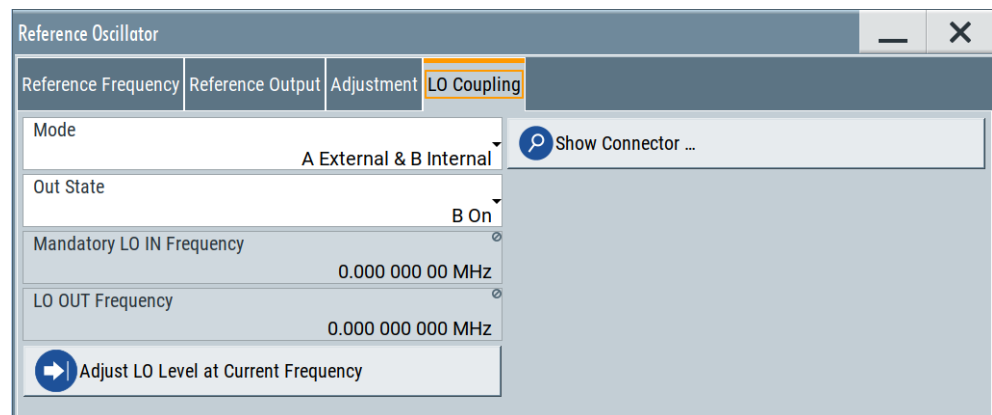 Reference Oscillator
Reference Frequency Reference Output Adjustment LO Coupling
Mode
A External & B Internal
Show Connector ...
Out State
B On
Mandatory LO IN Frequency
0.000 000 00 MHz
LO OUT Frequency
0.000 000 000 MHz
Adjust LO Level at Current Frequency